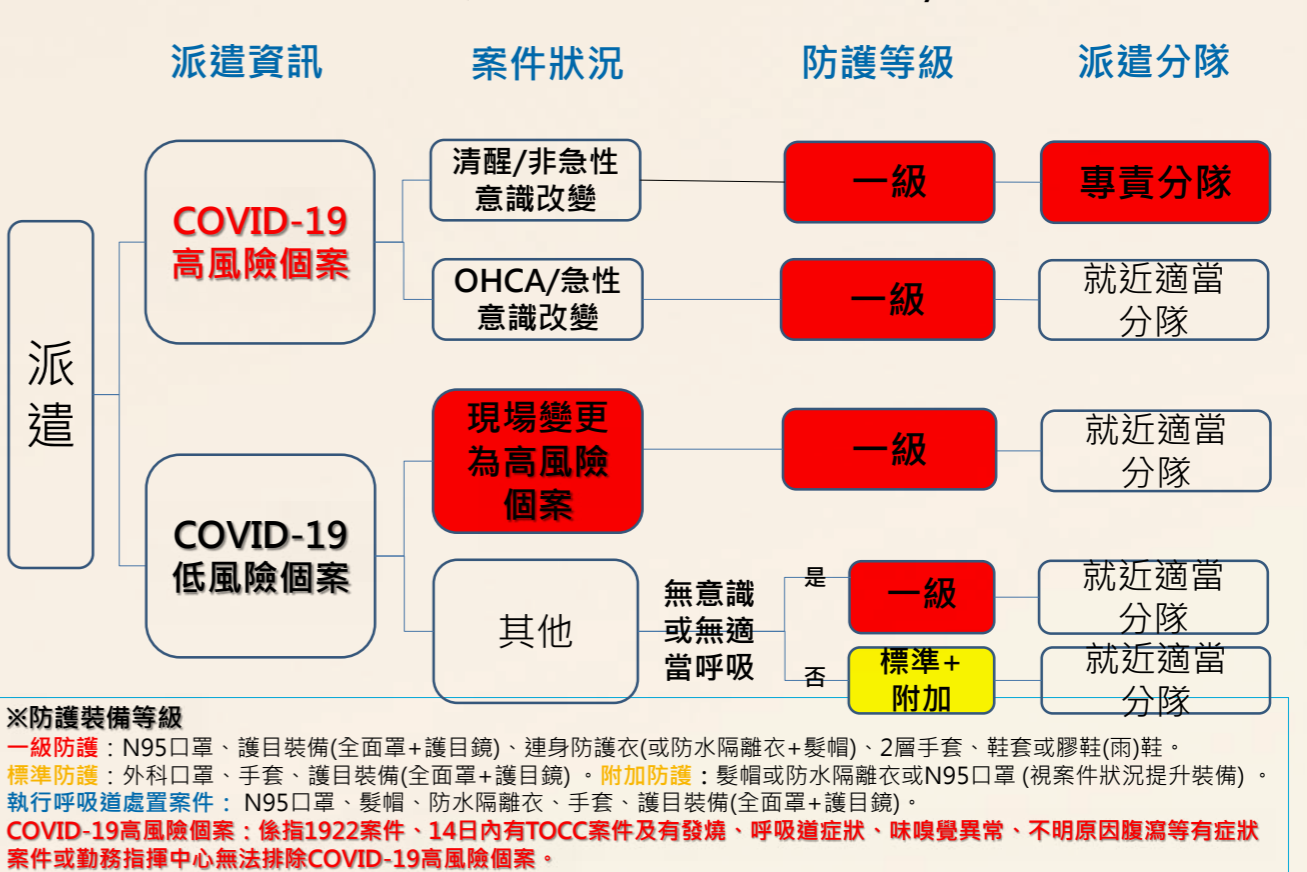 派遣資訊
案件狀況
防護等級
派遣分隊
派
遣
COVID-19
高風險個案
清醒/非急性
意識改變
一級
專責分隊
OHCA/急性
意識改變
一級
就近適當
分隊
COVID-19
低風險個案
現場變更
為高風險
個案
一級
就近適當
分隊
其他
無意識
或無適
當呼吸
是
一級
就近適當
分隊
否
標準+
附加
就近適當
分隊
※防護裝備等級
一級防護：N95口罩、護目裝備(全面罩+護目鏡)、連身防護衣(或防水隔離衣+髮帽)、2層手套、鞋套或膠鞋(雨)鞋。
標準防護：外科口罩、手套、護目裝備(全面罩+護目鏡) 。附加防護：髮帽或防水隔離衣或N95口罩 (視案件狀況提升裝備) 。
執行呼吸道處置案件： N95口罩、髮帽、防水隔離衣、手套、護目裝備(全面罩+護目鏡)。
COVID-19高風險個案：係指1922案件、14日內有TOCC案件及有發燒、呼吸道症狀、味嗅覺異常、不明原因腹瀉等有症狀
案件或勤務指揮中心無法排除COVID-19高風險個案。